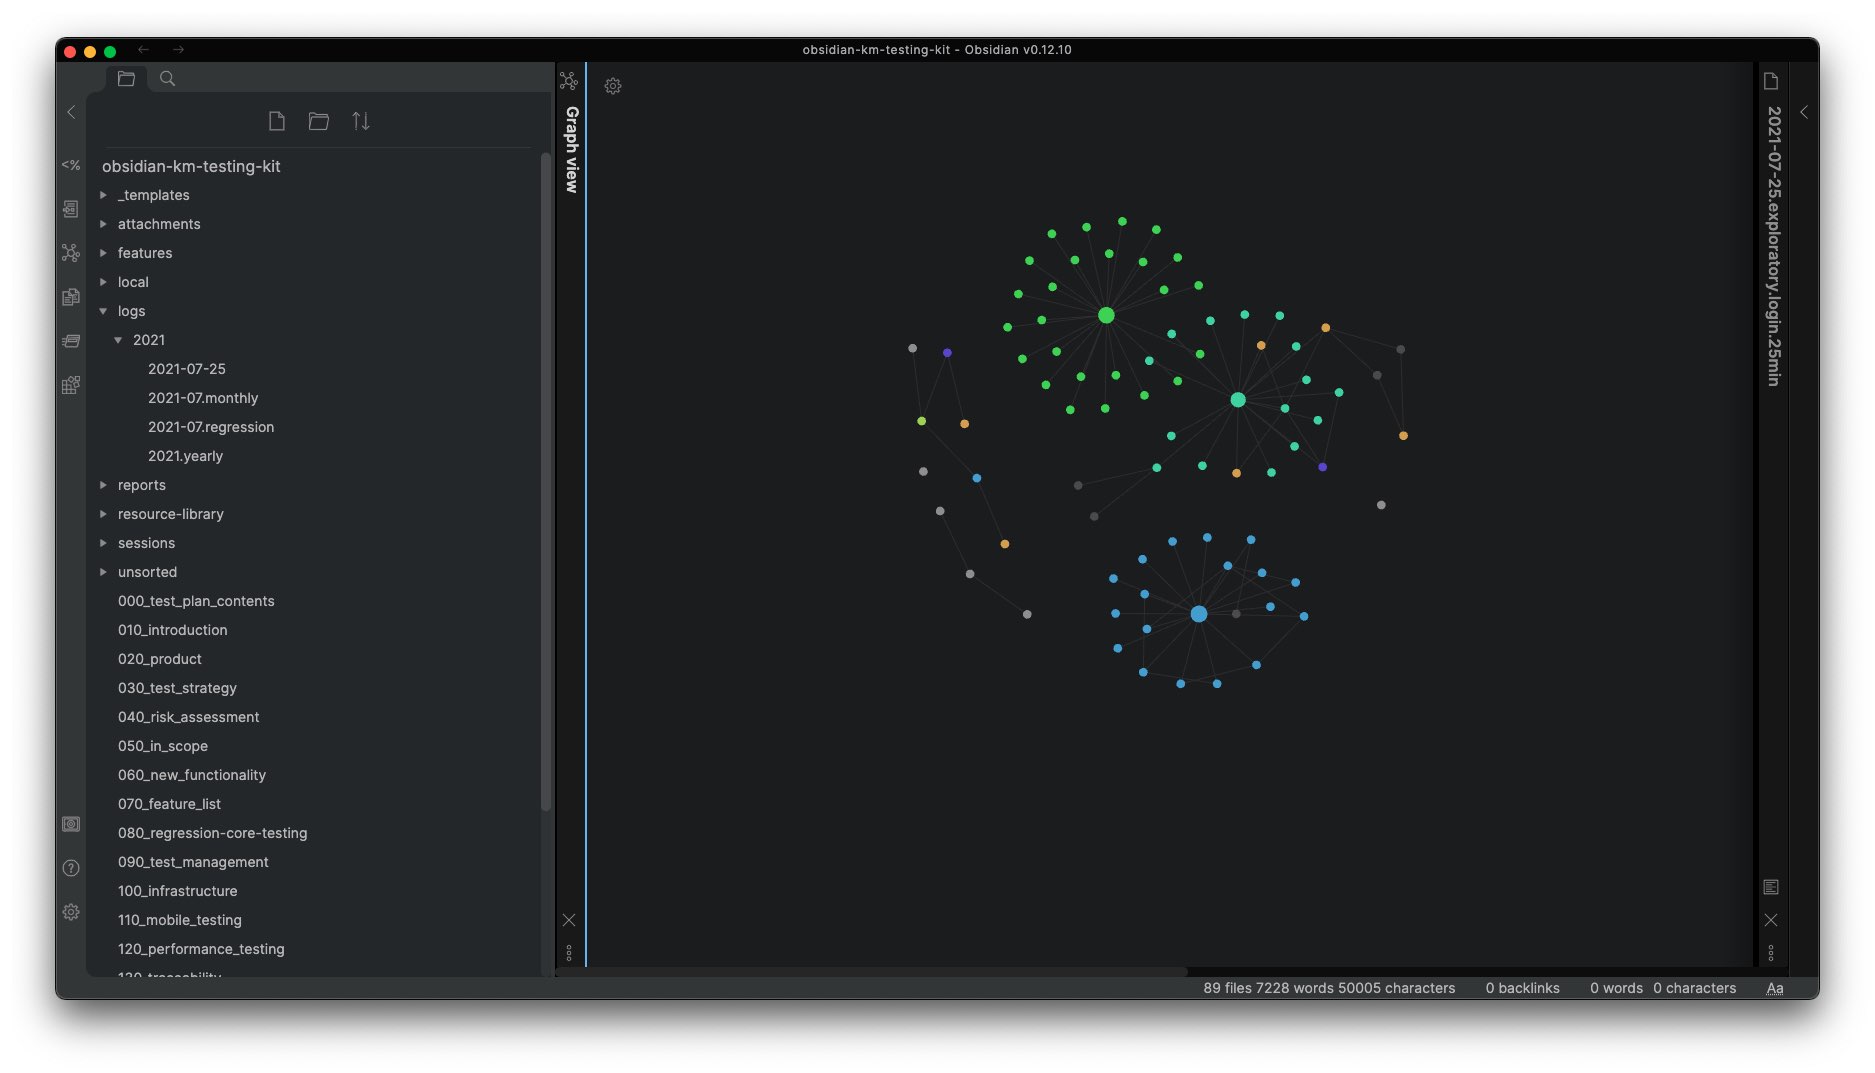 obsidian-km-testing-kit - Obsidian v0.12.10
<%
obsidian-km-testing-kit
_templates
attachments
features
local
logs
2021
2021-07-25
2021-07.monthly
2021-07.regression
2021.yearly
reports
resource-library
sessions
unsorted
000_test_plan_contents
010_introduction
020_product
030_test_strategy
040_risk_assessment
050_in_scope
060_new_functionality
070_feature_list
080_regression-core-testing
090_test_management
100_infrastructure
110_mobile_testing
120_performance_testing
130_traceability
Graph view
2021-07-25.exploratory.login.25min
89 files 7228 words 50005 characters
0 backlinks
0 words 0 characters
Aa